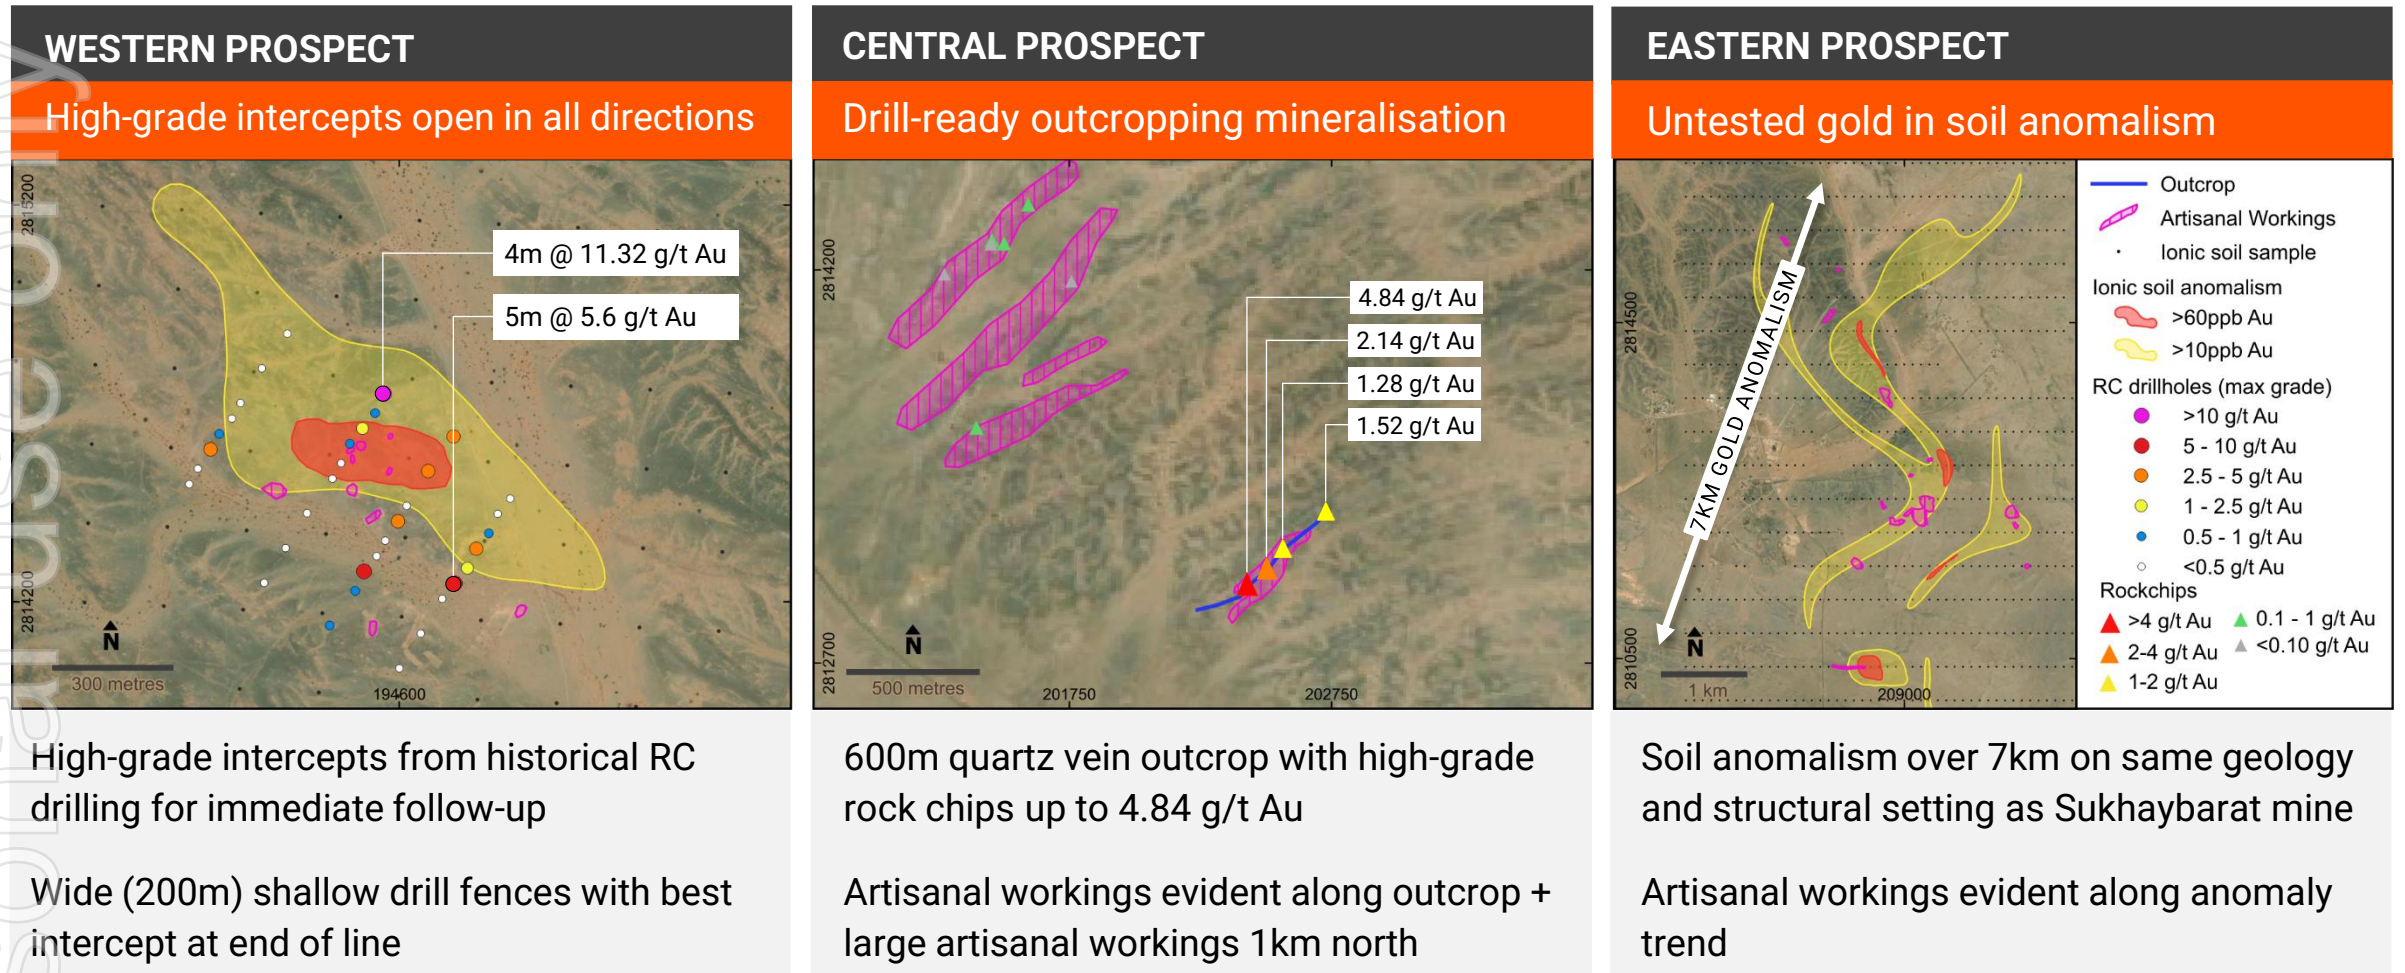 WESTERN PROSPECT
High-grade intercepts open in all directions
2815200
4m @ 11.32 g/t Au
5m @ 5.6 g/t Au
2814200
N
300 metres
194600
High-grade intercepts from historical RC
drilling for immediate follow-up
Wide (200m) shallow drill fences with best
intercept at end of line
CENTRAL PROSPECT
Drill-ready outcropping mineralisation
2814200
4.84 g/t Au
2.14 g/t Au
1.28 g/t Au
1.52 g/t Au
2812700
N
500 metres
201750
202750
600m quartz vein outcrop with high-grade
rock chips up to 4.84 g/t Au
Artisanal workings evident along outcrop +
large artisanal workings 1km north
EASTERN PROSPECT
Untested gold in soil anomalism
2814500
7KM GOLD ANOMALISM
2810500
N
1 km
209000
Outcrop
Artisanal Workings
Ionic soil sample
Ionic soil anomalism
>60ppb Au
>10ppb Au
RC drillholes (max grade)
>10 g/t Au
5 - 10 g/t Au
2.5 - 5 g/t Au
1 - 2.5 g/t Au
0.5 - 1 g/t Au
<0.5 g/t Au
Rockchips
>4 g/t Au
2-4 g/t Au
1-2 g/t Au
0.1 - 1 g/t Au
<0.10 g/t Au
Soil anomalism over 7km on same geology
and structural setting as Sukhaybarat mine
Artisanal workings evident along anomaly
trend
use only